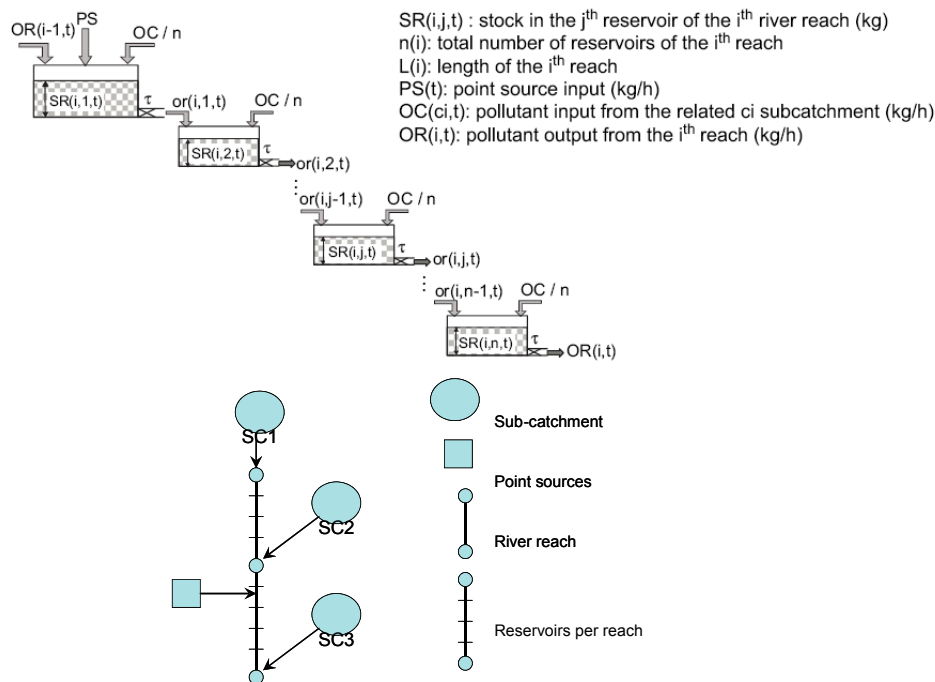 OR(i-1,t)
PS
OC / n
SR(i,1,t)
τ
or(i,1,t)
OC / n
SR(i,2,t)
τ
or(i,2,t)
⋮
or(i,j-1,t)
OC / n
SR(i,j,t)
τ
or(i,j,t)
⋮
or(i,n-1,t)
OC / n
SR(i,n,t)
τ
OR(i,t)
SR(i,j,t) : stock in the jth reservoir of the ith river reach (kg)
n(i): total number of reservoirs of the ith reach
L(i): length of the ith reach
PS(t): point source input (kg/h)
OC(ci,t): pollutant input from the related ci subcatchment (kg/h)
OR(i,t): pollutant output from the ith reach (kg/h)
SC1
SC2
SC3
Sub-catchment
Point sources
River reach
Reservoirs per reach